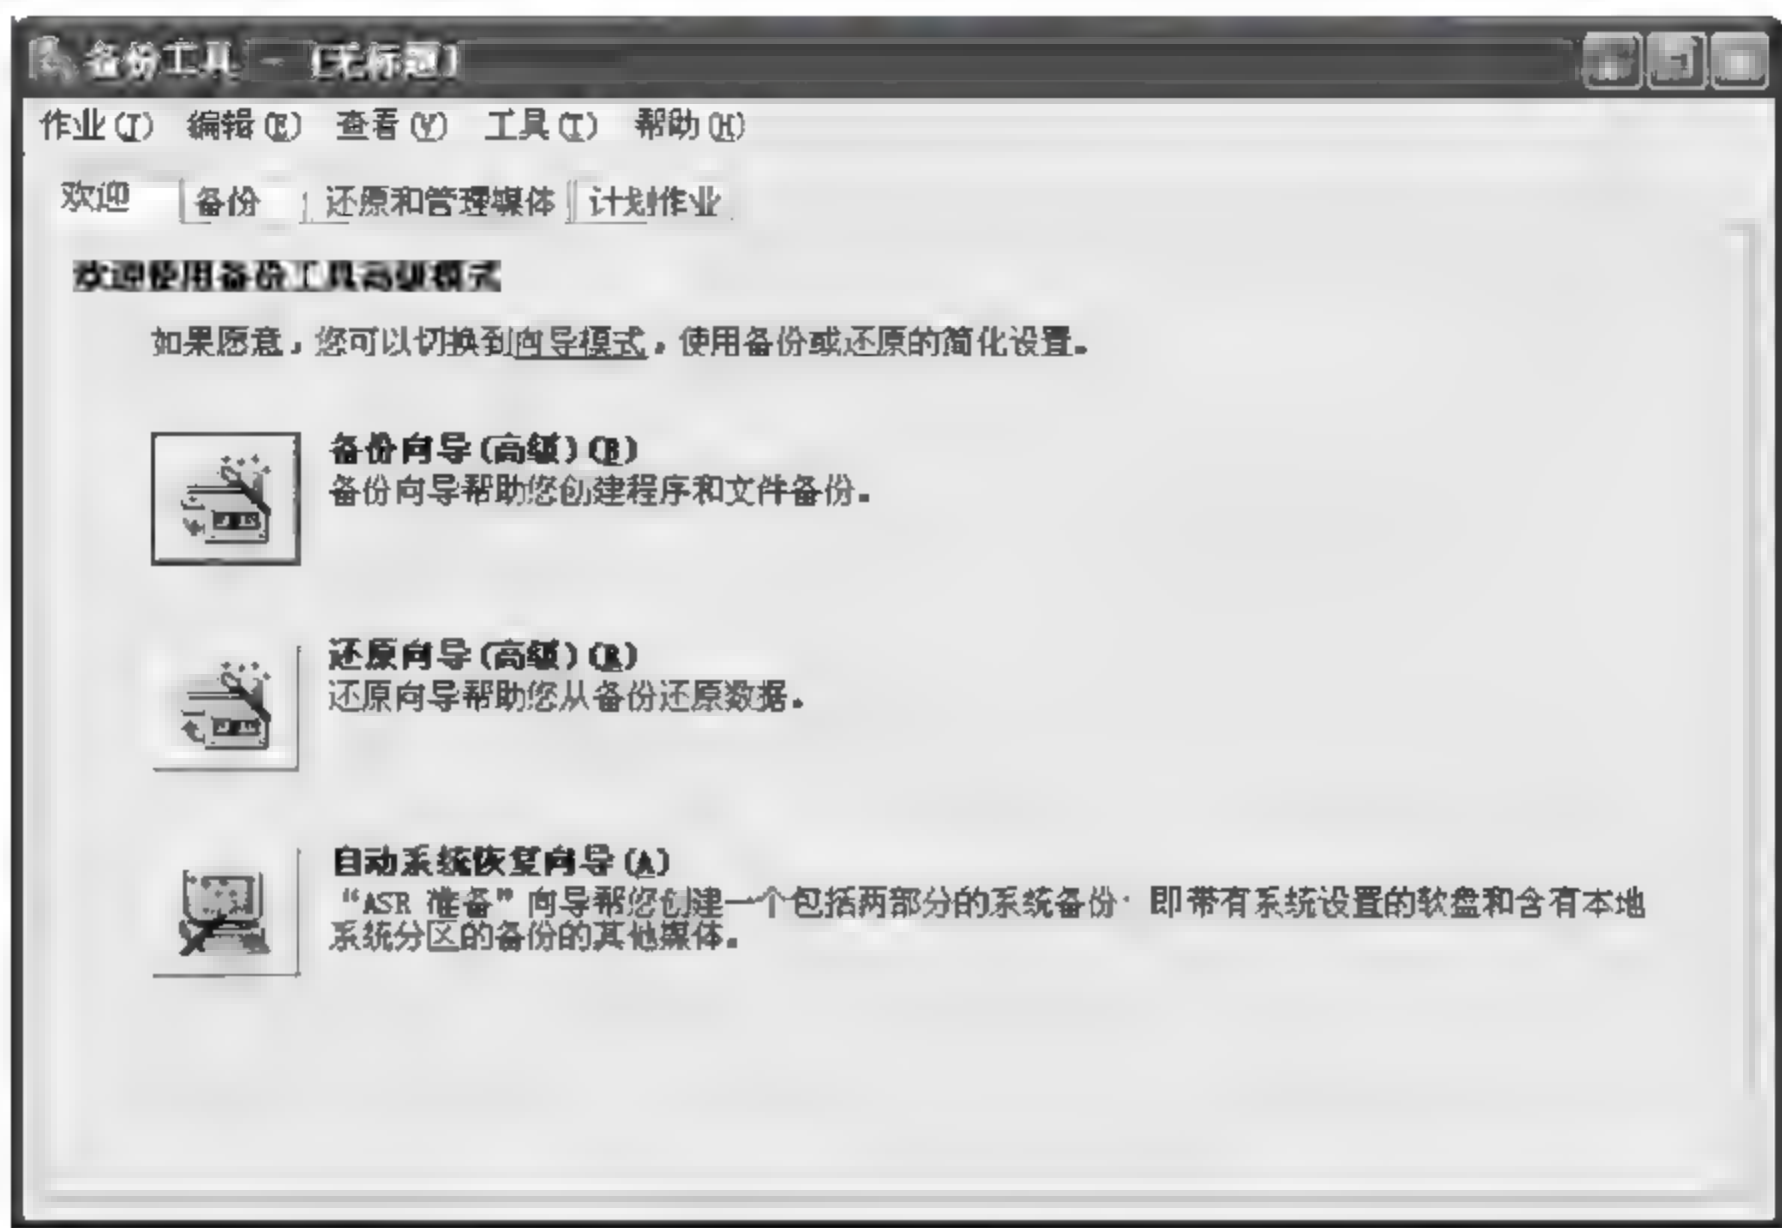 备份工具 - [无标题]
作业(J) 编辑(E) 查看(V) 工具(T) 帮助(H)
欢迎 备份 还原和管理媒体 计划作业
欢迎使用备份工具高级模式
如果愿意，您可以切换到向导模式，使用备份或还原的简化设置。
备份向导(高级)(B)
备份向导帮助您创建程序和文件备份。
还原向导(高级)(R)
还原向导帮助您从备份还原数据。
自动系统恢复向导(A)
“ASR 准备”向导帮您创建一个包括两部分的系统备份: 即带有系统设置的软盘和含有本地
系统分区的备份的其他媒体。